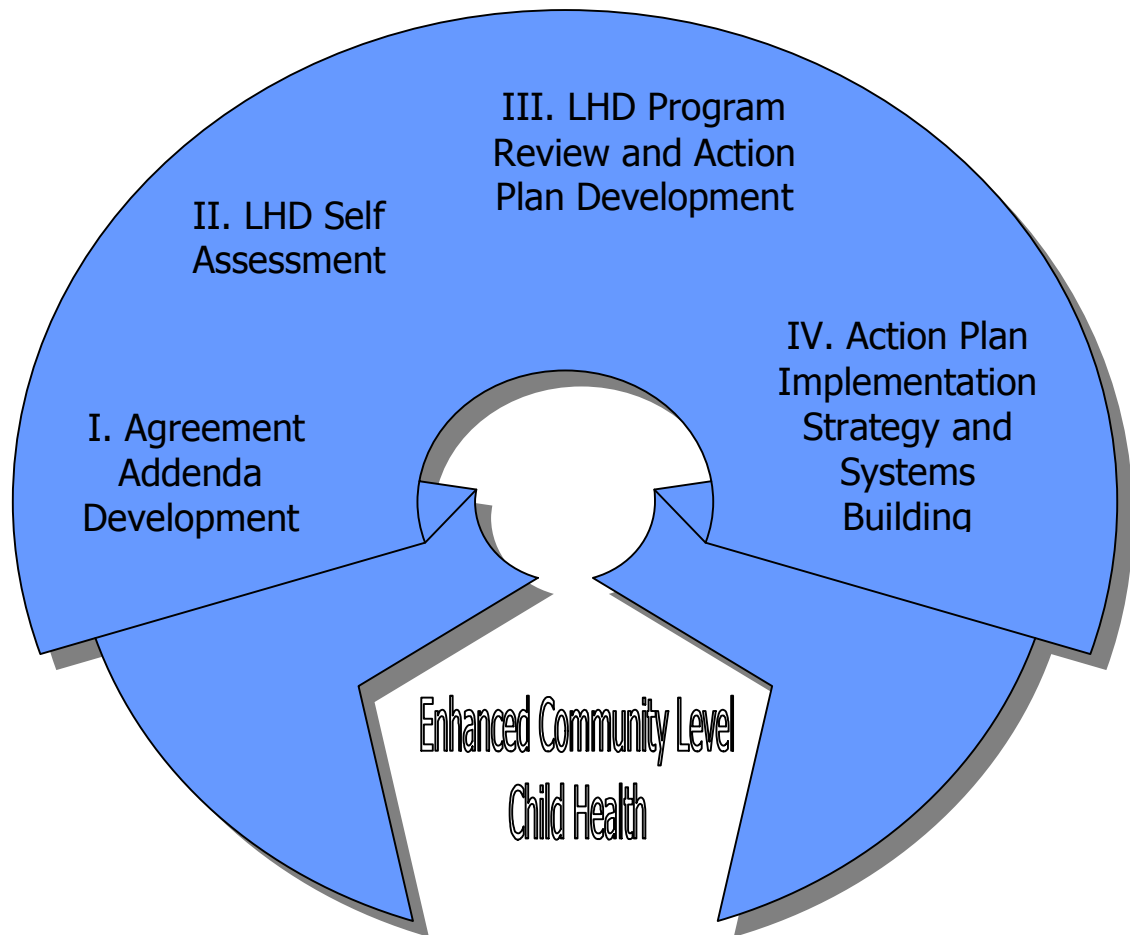 I. Agreement
Addenda
Development
II. LHD Self
Assessment
III. LHD Program
Review and Action
Plan Development
IV. Action Plan
Implementation
Strategy and
Systems
Building
Enhanced Community Level
Child Health